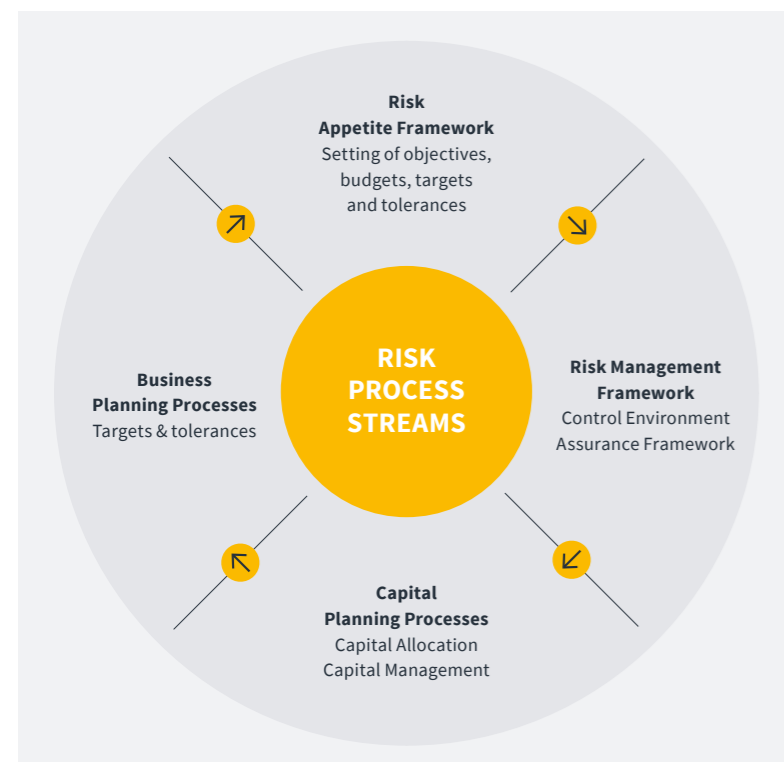 Risk
Appetite Framework
Setting of objectives,
budgets, targets
and tolerances
RISK
PROCESS
STREAMS
Business
Planning Processes
Targets & tolerances
Risk Management
Framework
Control Environment
Assurance Framework
Capital
Planning Processes
Capital Allocation
Capital Management